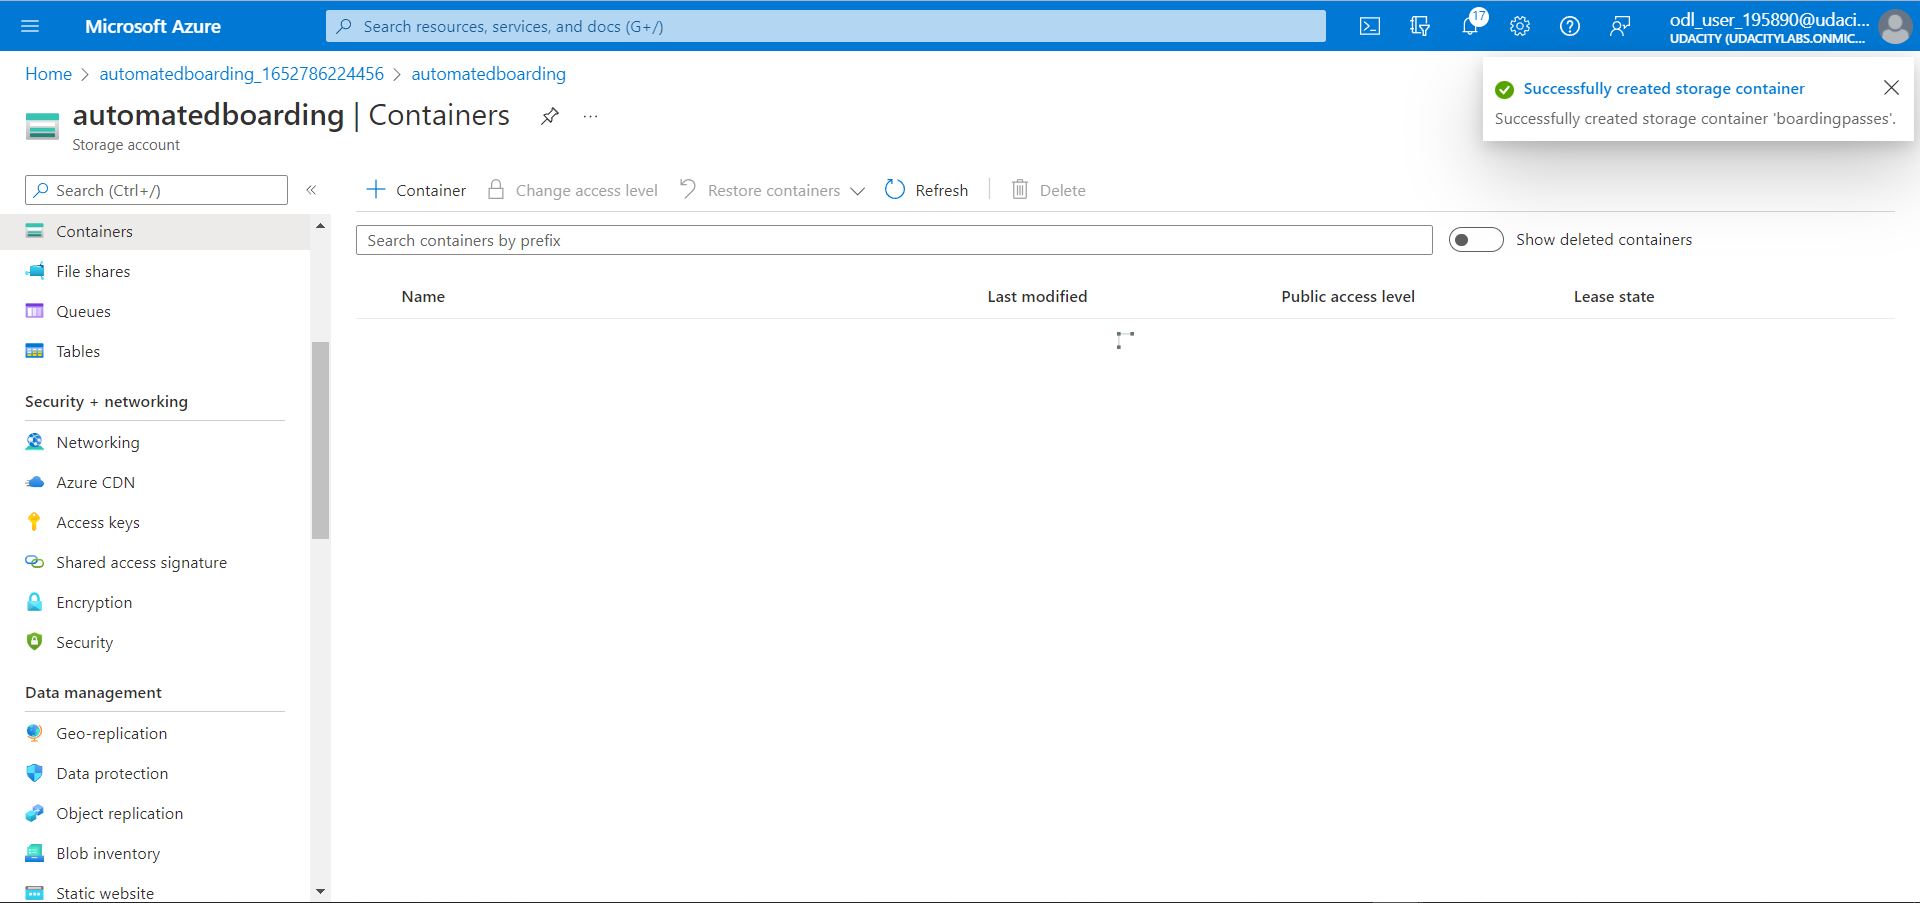 Microsoft Azure
Search resources, services, and docs (G+/)
17
odl_user_195890@udaci...
UDACITY (UDACITYLABS.ONMIC...
Home > automatedboarding_1652786224456 > automatedboarding
automatedboarding | Containers
...
Storage account
Successfully created storage container
Successfully created storage container 'boardingpasses'.
Search (Ctrl+/)
«
Container
Change access level
Restore containers
Refresh
Delete
Search containers by prefix
Show deleted containers
Name
Last modified
Public access level
Lease state
Containers
File shares
Queues
Tables
Security + networking
Networking
Azure CDN
Access keys
Shared access signature
Encryption
Security
Data management
Geo-replication
Data protection
Object replication
Blob inventory
Static website